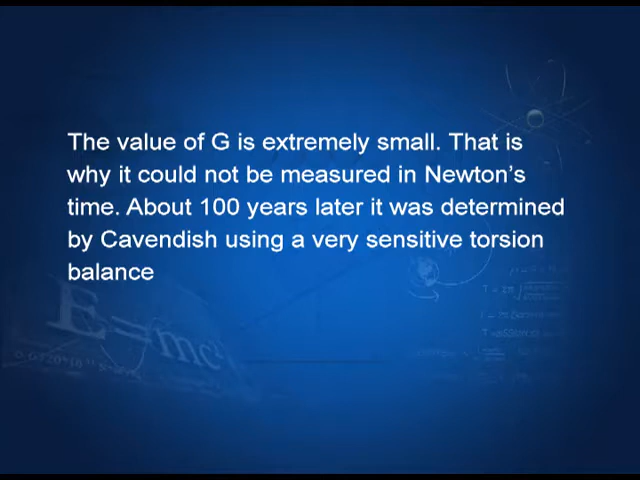 The value of G is extremely small. That is
why it could not be measured in Newton's
time. About 100 years later it was determined
by Cavendish using a very sensitive torsion
balance
E=mc²